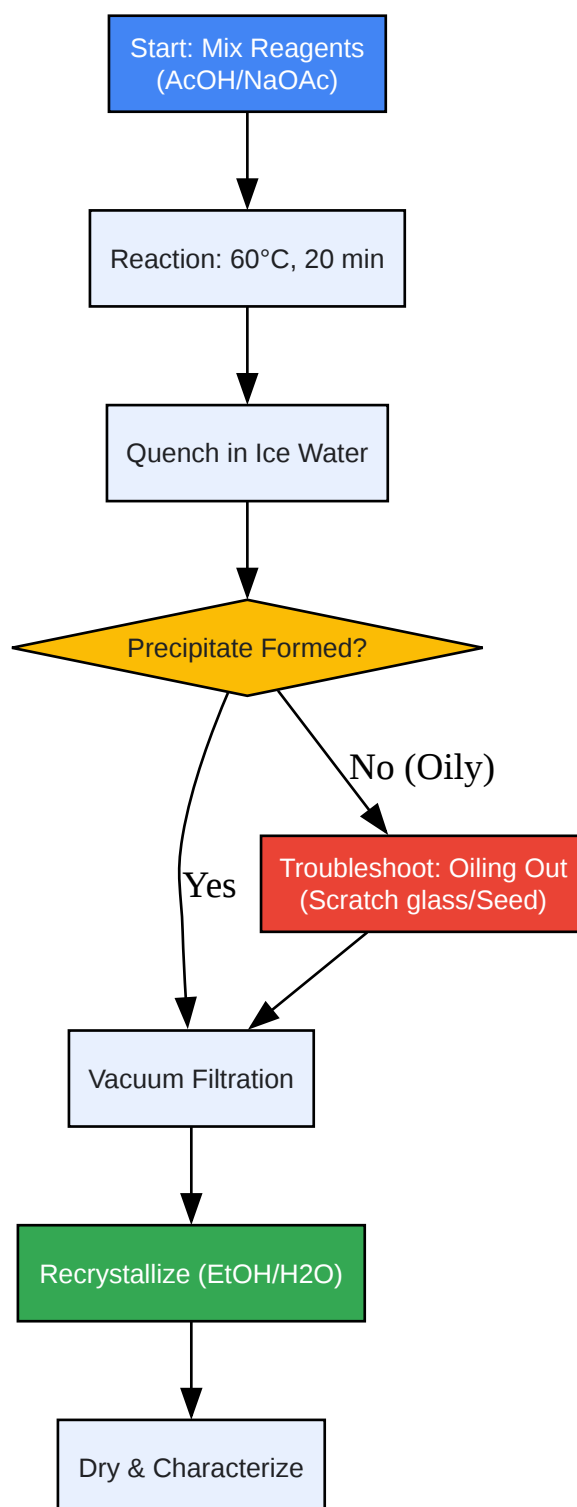 Start: Mix Reagents
(AcOH/NaOAc)
Reaction: 60°C, 20 min
Quench in Ice Water
Precipitate Formed?
No (Oily)
Troubleshoot: Oiling Out
(Scratch glass/Seed)
Yes
Vacuum Filtration
Recrystallize (EtOH/H2O)
Dry & Characterize